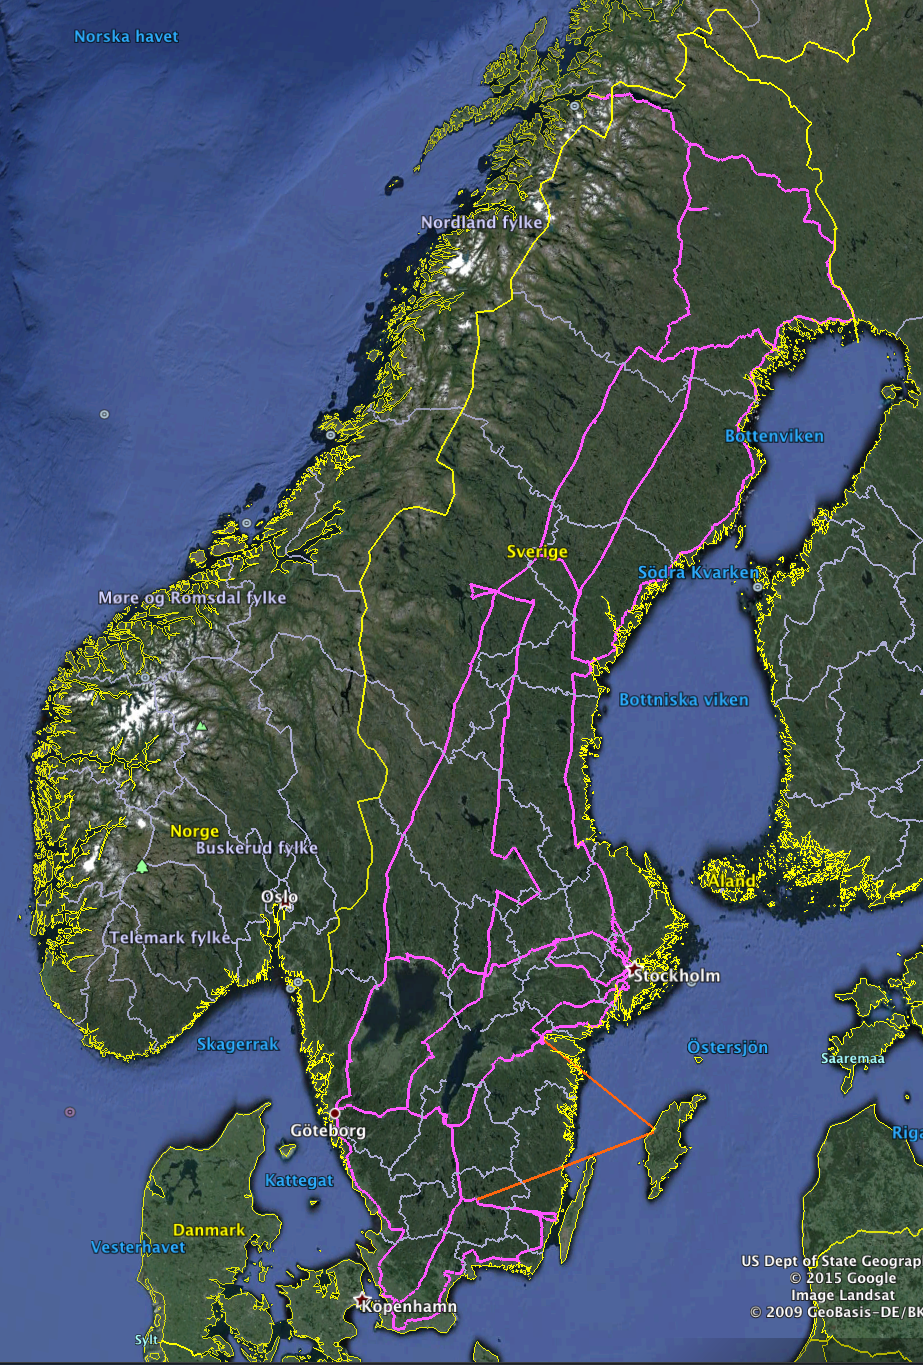 Norska havet
Nordland fylke
Bottenviken
Sverige
Södra Kvarken
Møre og Romsdal fylke
Bottniska viken
Norge
Buskerud fylke
Åland
Oslo
Telemark fylke
Stockholm
Skagerrak
Östersjön
Saaremaa
Göteborg
Riga
Kattegat
Danmark
Vesterhavet
US Dept of State Geograp
© 2015 Google
Image Landsat
© 2009 GeoBasis-DE/BK
Köpenhamn
Sylt